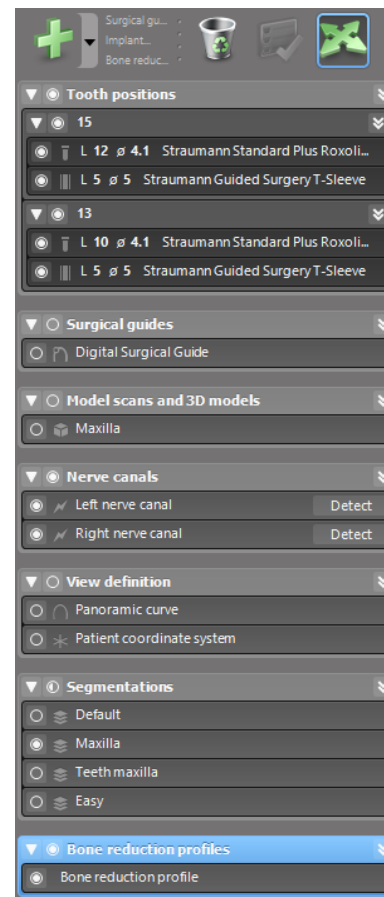 Surgical gu...
Implant...
Bone reduc...
Tooth positions
15
L 12 ø 4.1 Straumann Standard Plus Roxoli...
L 5 ø 5 Straumann Guided Surgery T-Sleeve
13
L 10 ø 4.1 Straumann Standard Plus Roxoli...
L 5 ø 5 Straumann Guided Surgery T-Sleeve
Surgical guides
Digital Surgical Guide
Model scans and 3D models
Maxilla
Nerve canals
Left nerve canal Detect
Right nerve canal Detect
View definition
Panoramic curve
Patient coordinate system
Segmentations
Default
Maxilla
Teeth maxilla
Easy
Bone reduction profiles
Bone reduction profile